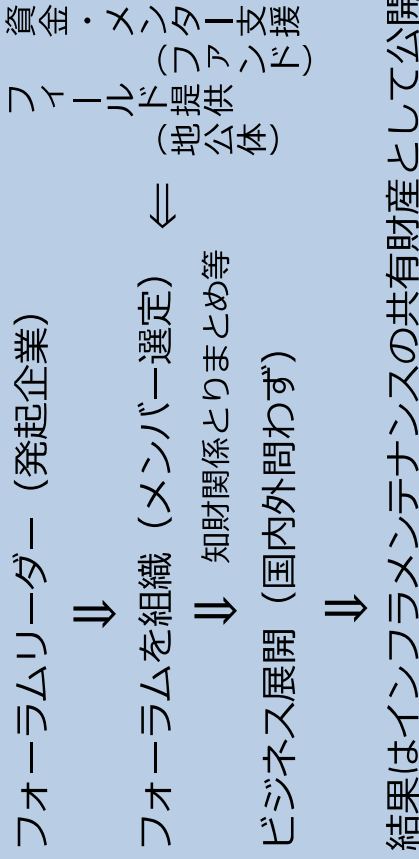 フォーラムリーダー（発起企業）
⇓
フォーラムを組織（メンバー選定）
⇐
資金・メンター支援
（ファンド）
フィールド提供
（地公体）
⇓
知財関係とりまとめ等
ビジネス展開（国内外問わず）
⇓
結果はインフラメンテナンスの共有財産として公開